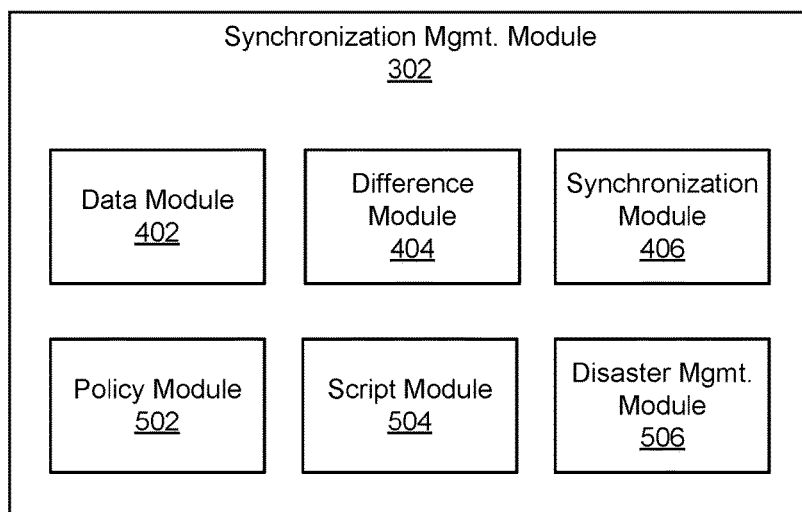 Synchronization Mgmt. Module
302
Data Module
402
Difference
Module
404
Synchronization
Module
406
Policy Module
502
Script Module
504
Disaster Mgmt.
Module
506